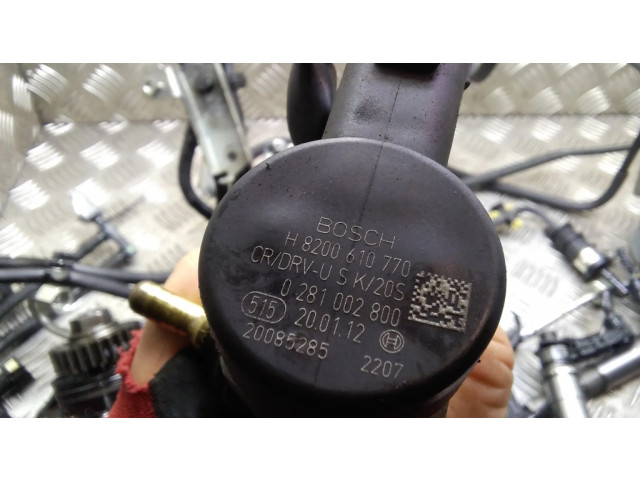 BOSCH
H 8200 610 770
CR/DRV-U S K/20S
0 281 002 800
515 20.01.12
20085285 2207